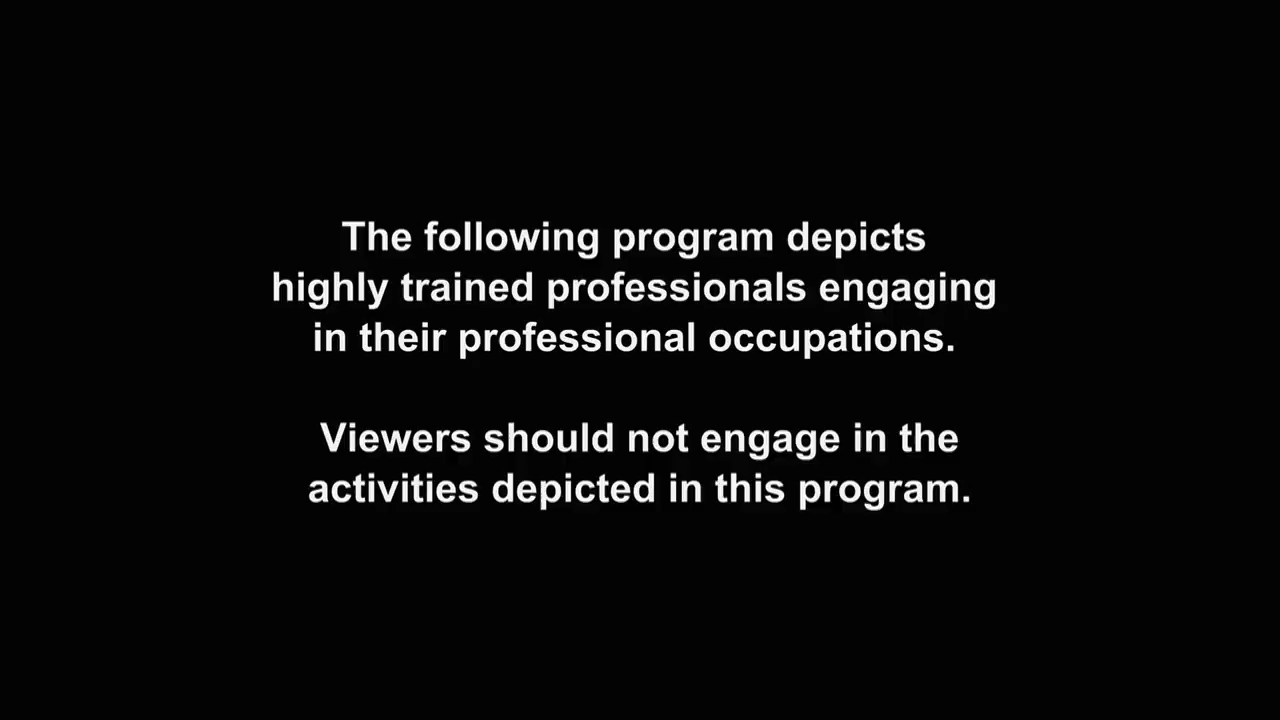 The following program depicts
highly trained professionals engaging
in their professional occupations.
Viewers should not engage in the
activities depicted in this program.